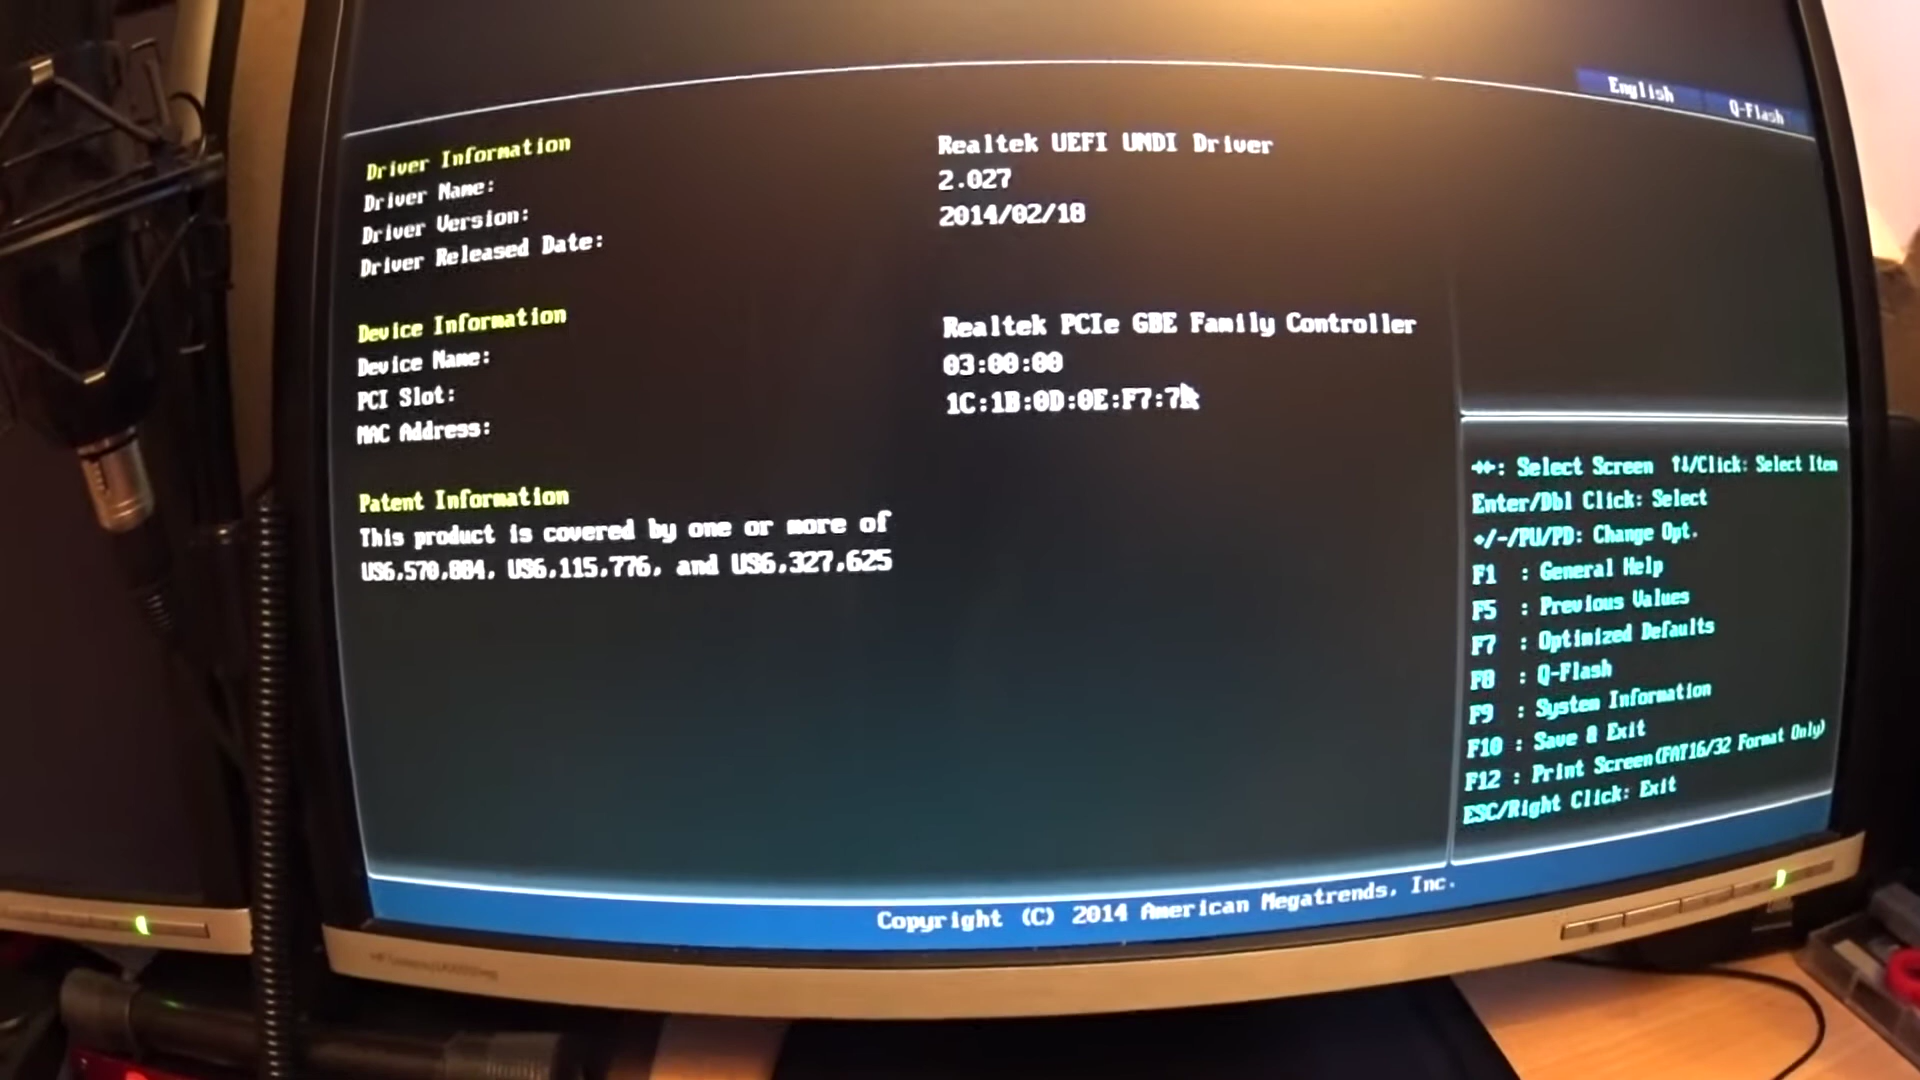 English Q-Flash
Driver Information
Driver Name: Realtek UEFI UNDI Driver
Driver Version: 2.027
Driver Released Date: 2014/02/18
Device Information
Device Name: Realtek PCIe GBE Family Controller
PCI Slot: 03:00:00
MAC Address:
Patent Information
This product is covered by one or more of
US6,570,884, US6,115,776, and US6,327,625
→←: Select Screen ↑↓/Click: Select Item
Enter/Dbl Click: Select
+/-/PU/PD: Change Opt.
F1 : General Help
F5 : Previous Values
F7 : Optimized Defaults
F8 : Q-Flash
F9 : System Information
F10 : Save & Exit
F12 : Print Screen(FAT16/32 Format Only)
ESC/Right Click: Exit
Copyright (C) 2014 American Megatrends, Inc.